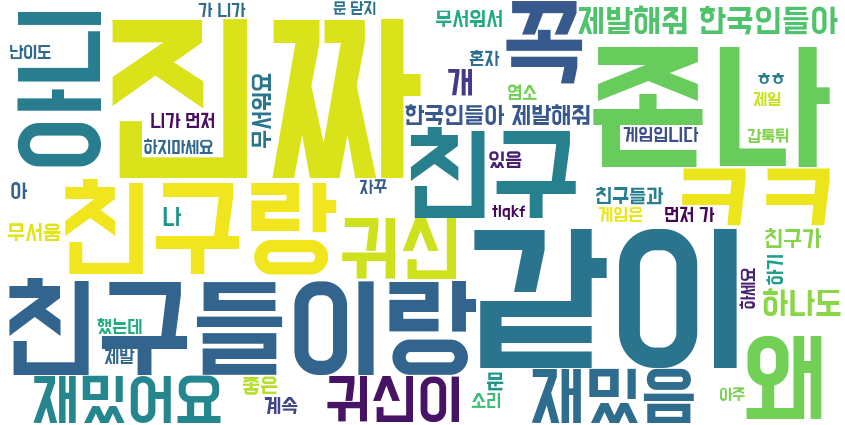 가 니가
문 닫지
무서워서
제발해줘 한국인들아
난이도
혼자
ㅎㅎ
진짜
꼭
존나
개
염소
제일
무서워요
니가 먼저
하지마세요
한국인들아 제발해줘
게임입니다
갑툭튀
있음
친구
ㅋㅋ
아
자꾸
친구들과
나
tlqkf
게임은
먼저 가
친구랑
무서움
귀신
친구가
같이
하기
하세요
친구들이랑
하나도
했는데
제발
왜
재밌어요
좋은
계속
귀신이
문
소리
재밌음
아주